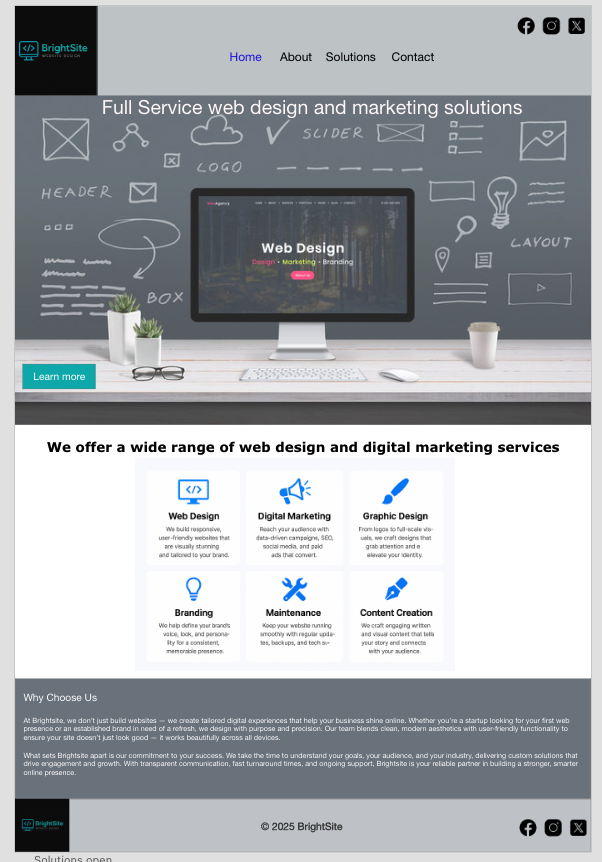 BrightSite
WEBSITE DESIGN
Home About Solutions Contact
Full Service web design and marketing solutions
SLIDER
LOGO
HEADER
LAYOUT
BOX
Web Design
Design • Marketing • Branding
Learn more
We offer a wide range of web design and digital marketing services
Web Design
We build responsive,
user-friendly websites that
are visually stunning
and tailored to your brand.
Digital Marketing
Reach your audience with
data-driven campaigns, SEO,
social media, and paid
ads that convert.
Graphic Design
From logos to full-scale vis-
uals, we craft designs that
grab attention and e
elevate your identity.
Branding
We help define your brand's
voice, look, and persona-
lity for a consistent,
memorable presence.
Maintenance
Keep your website running
smoothly with regular upda-
tes, backups, and tech su-
Content Creation
We craft engaging written
and visual content that tells
your story and connects
with your audience.
Why Choose Us
At Brightsite, we don't just build websites — we create tailored digital experiences that help your business shine online. Whether you're a startup looking for your first web
presence or an established brand in need of a refresh, we design with purpose and precision. Our team blends clean, modern aesthetics with user-friendly functionality to
ensure your site doesn't just look good — it works beautifully across all devices.
What sets Brightsite apart is our commitment to your success. We take the time to understand your goals, your audience, and your industry, delivering custom solutions that
drive engagement and growth. With transparent communication, fast turnaround times, and ongoing support, Brightsite is your reliable partner in building a stronger, smarter
online presence.
BrightSite
© 2025 BrightSite
Solutions open